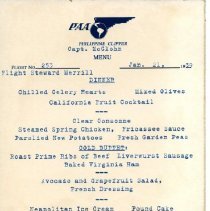 PAA
PHILIPPINE CLIPPER
Capt. McGlohn
MENU
FLIGHT NO 253 Jan. 21. 1939
Flight Steward Merrill
DINNER
Chilled Celery Hearts Mixed Olives
California Fruit Cocktail
Clear Consomme
Steamed Spring Chicken, Fricassee Sauce
Parslied New Potatoes Fresh Garden Peas
COLD BUFFET:
Roast Prime Ribs of Beef Liverwurst Sausage
Baked Virginia Ham
Avocado and Grapefruit Salad,
French Dressing
Neapolitan Ice Cream Pound Cake